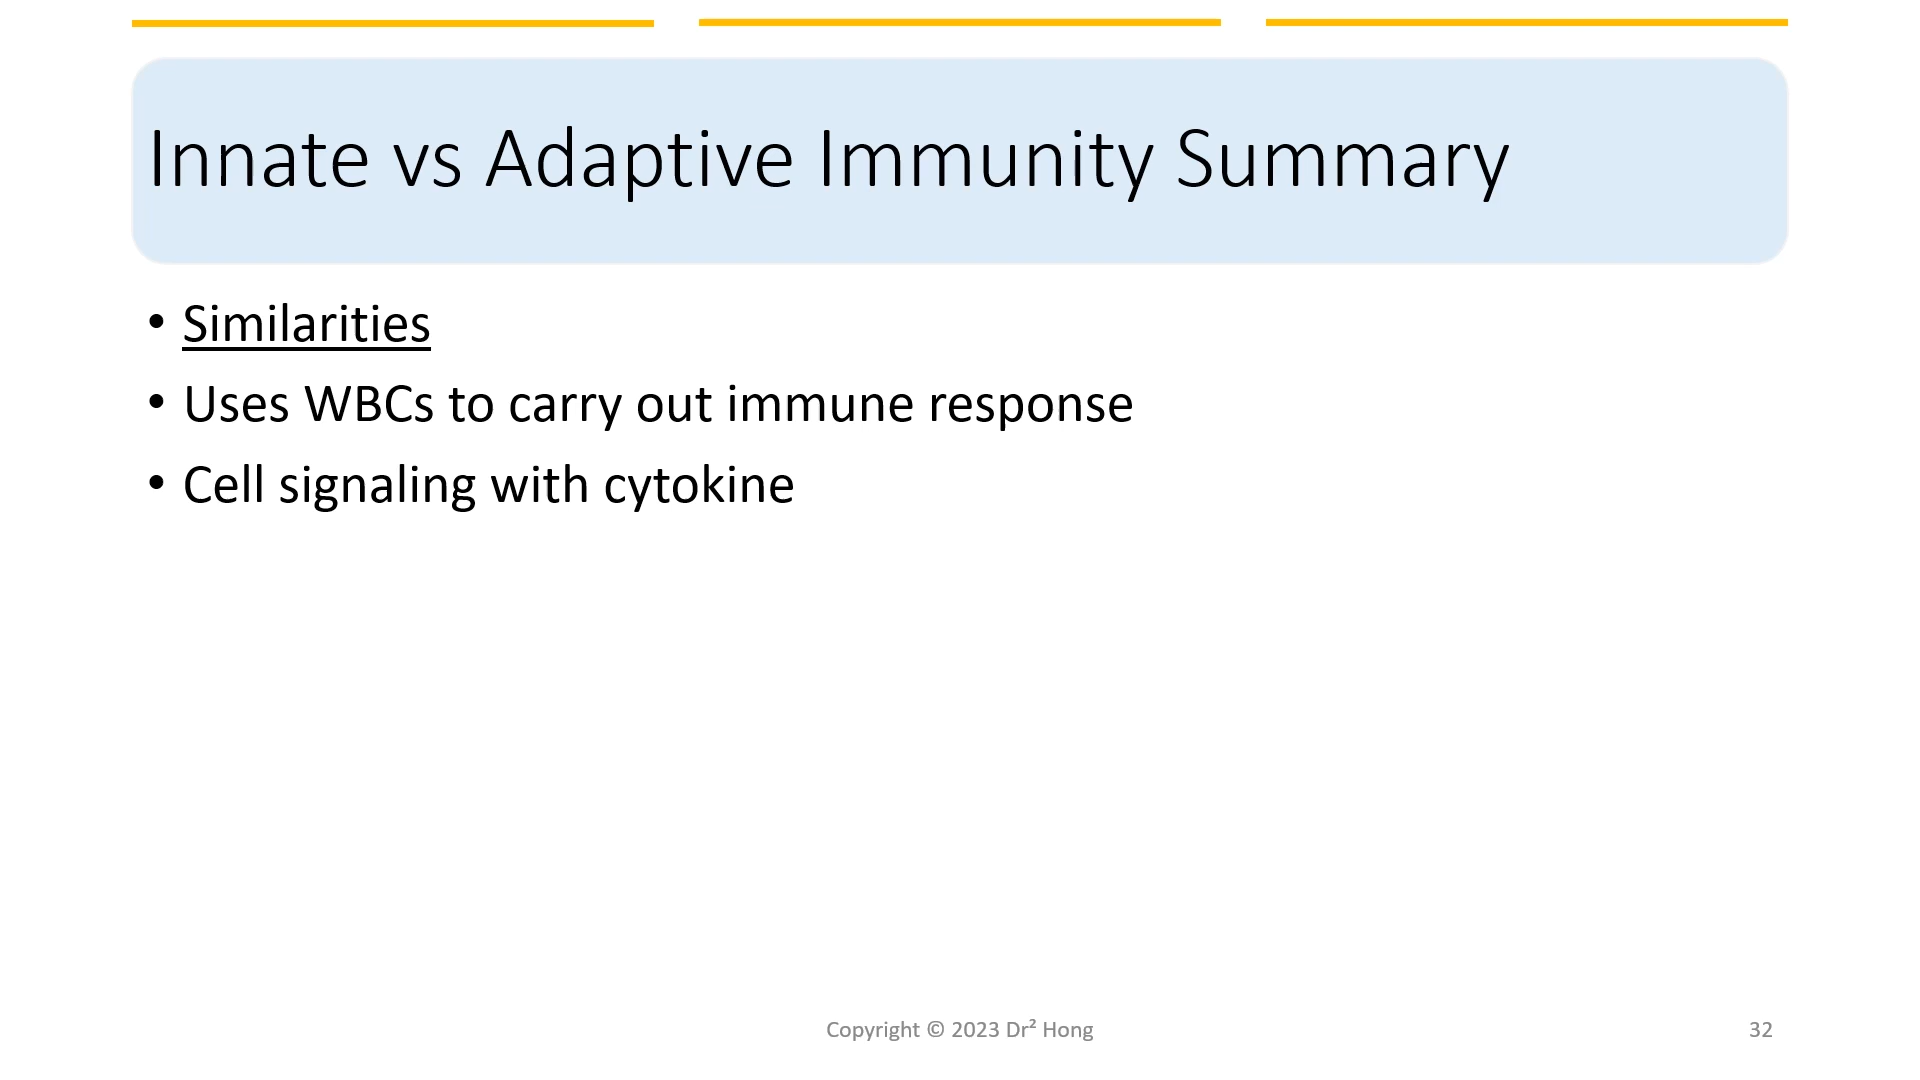 Innate vs Adaptive Immunity Summary
• Similarities
• Uses WBCs to carry out immune response
• Cell signaling with cytokine
Copyright © 2023 Dr² Hong
32